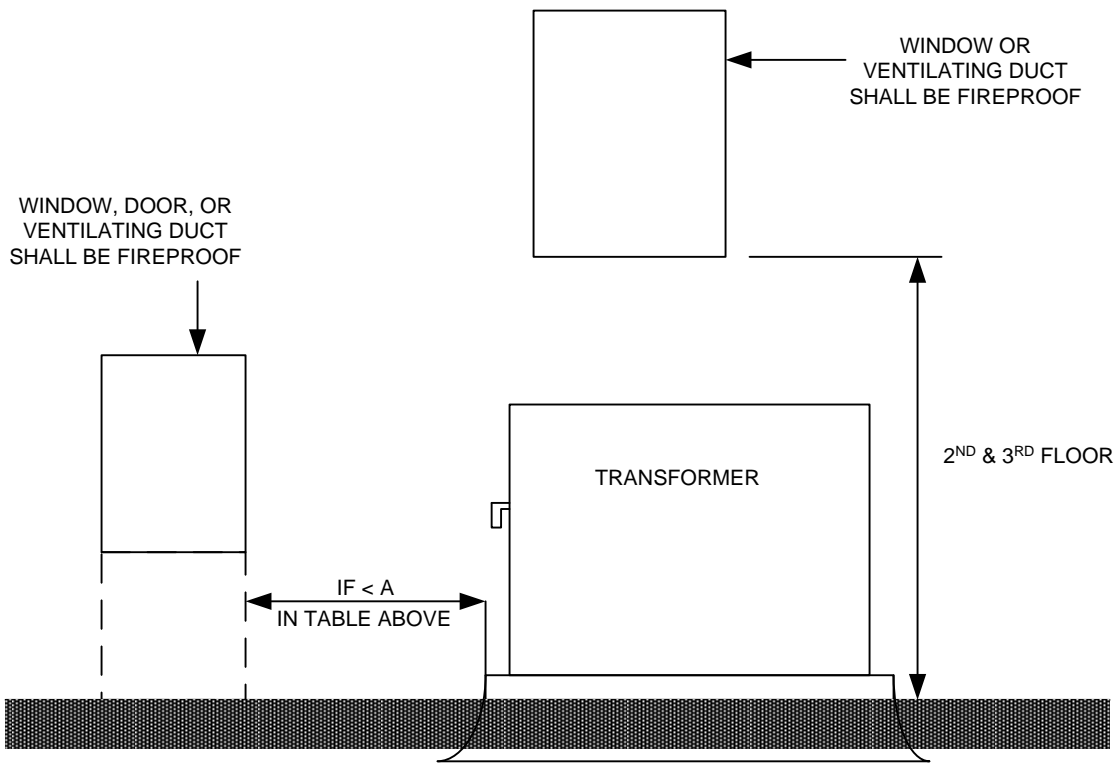 WINDOW OR
VENTILATING DUCT
SHALL BE FIREPROOF
WINDOW, DOOR, OR
VENTILATING DUCT
SHALL BE FIREPROOF
2ND & 3RD FLOOR
TRANSFORMER
IF < A
IN TABLE ABOVE